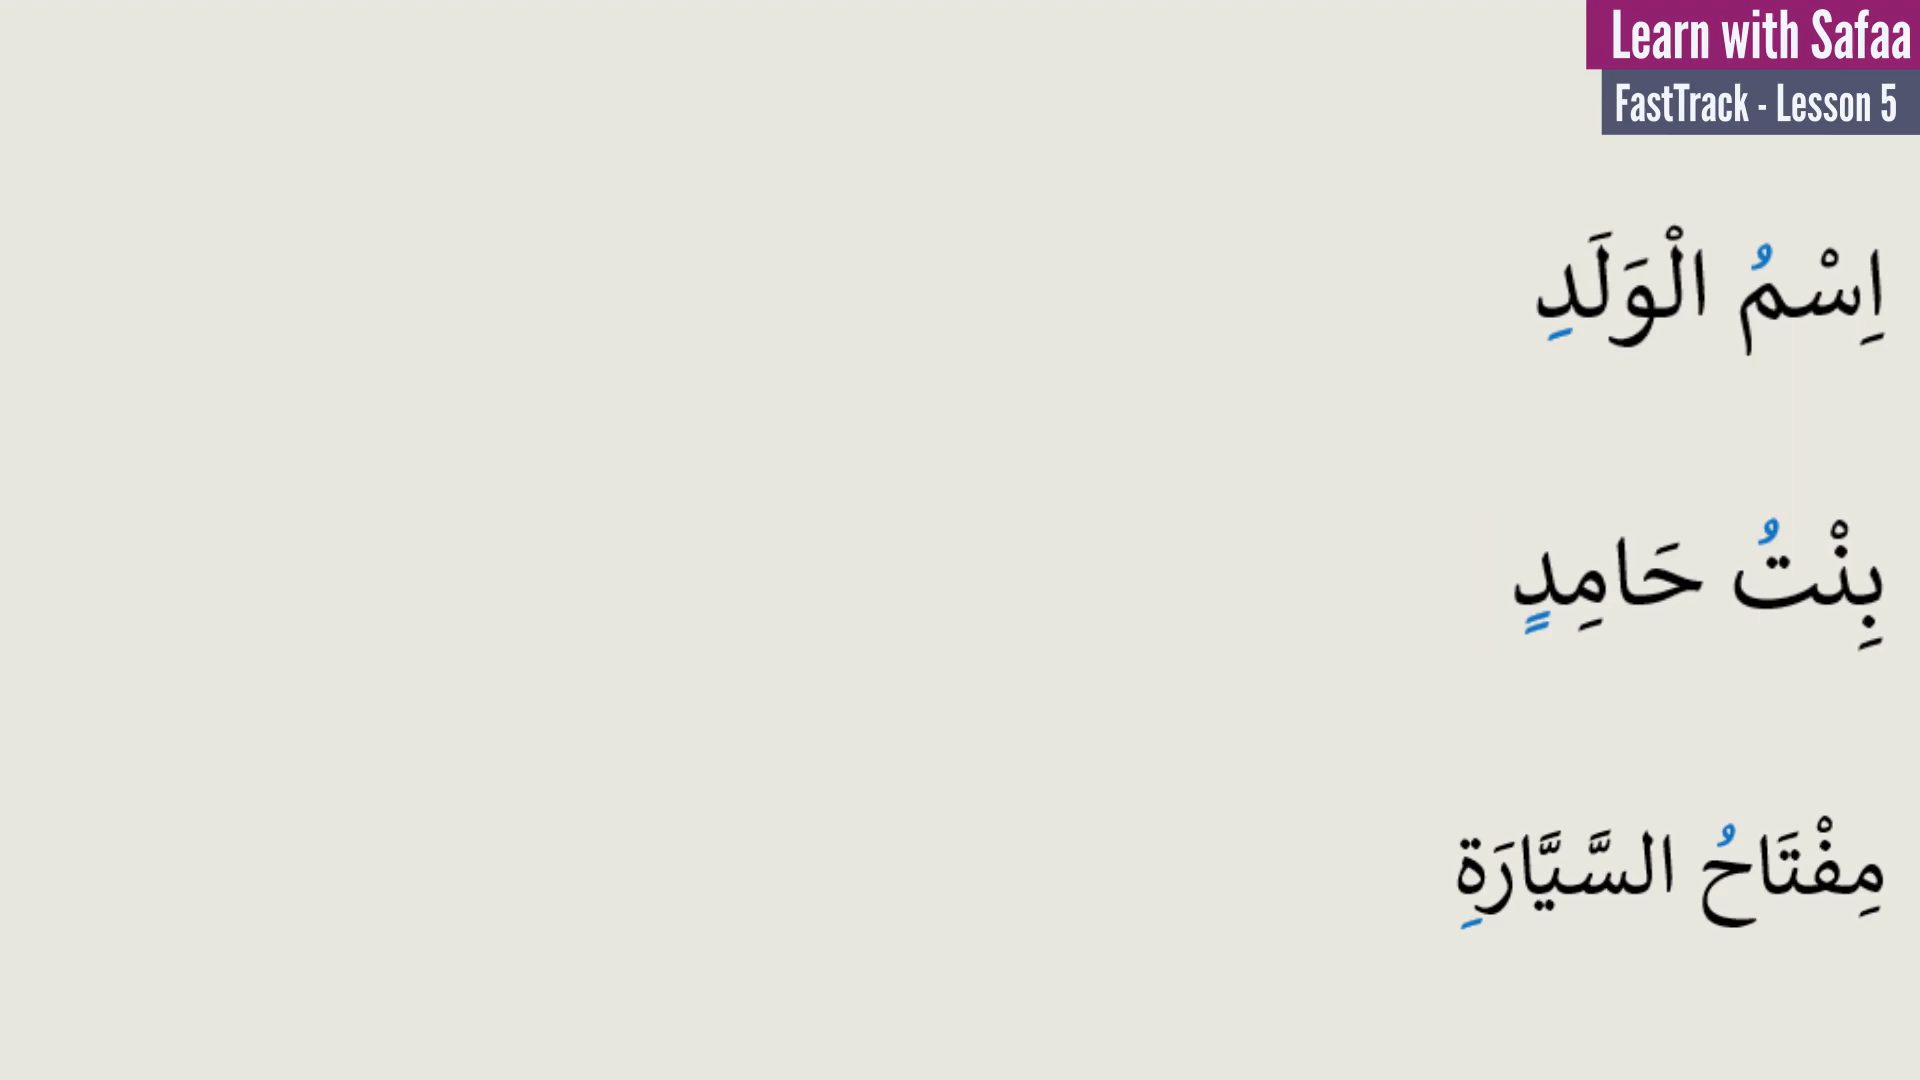 Learn with Safaa
FastTrack - Lesson 5
اِسْمُ الْوَلَدِ
بِنْتُ حَامِدٍ
مِفْتَاحُ السَّيَّارَةِ